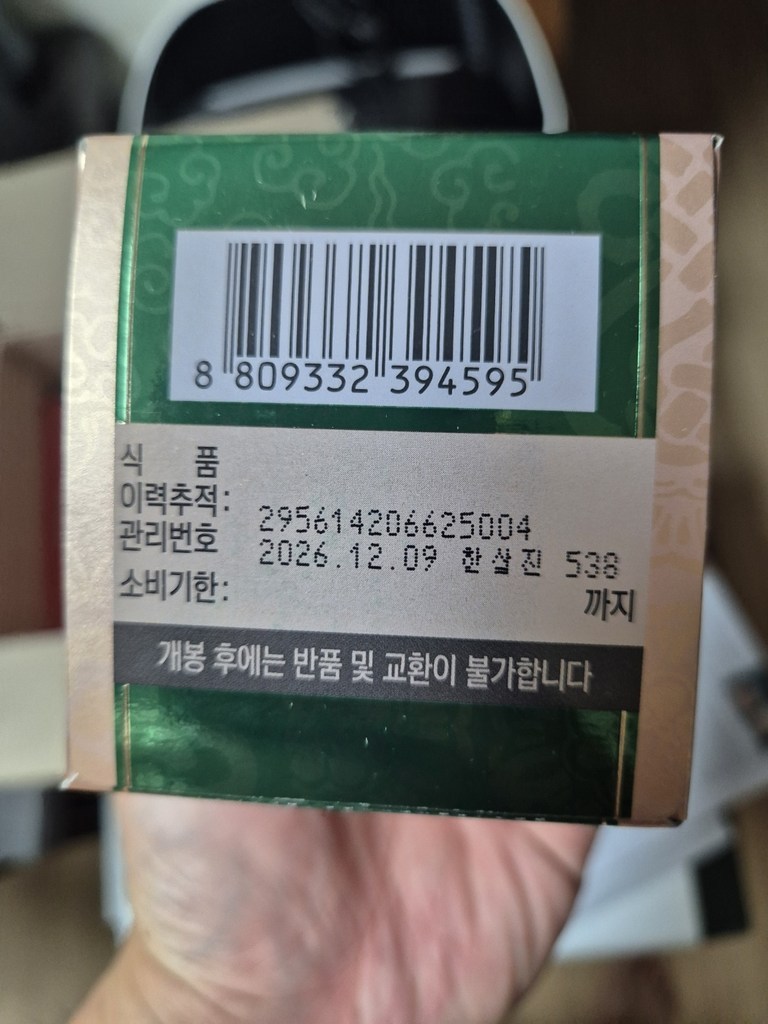 8 809332 394595
식 품
이력추적:
관리번호 295614206625004
2026.12.09 한삼진 538
소비기한: 까지
개봉 후에는 반품 및 교환이 불가합니다